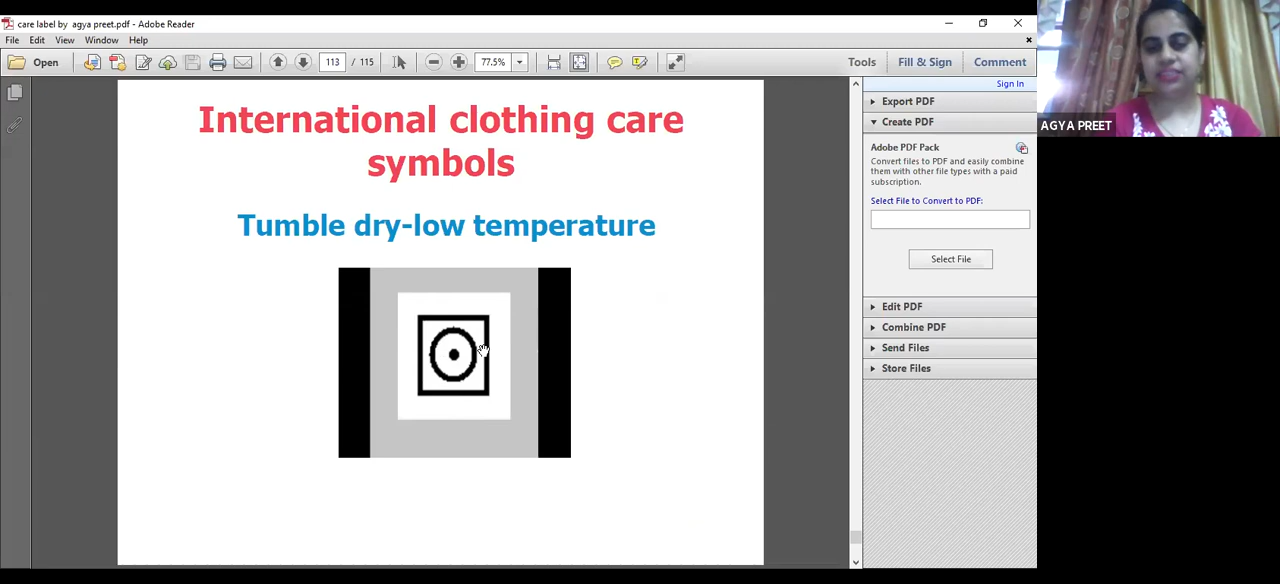 care label by agya preet.pdf - Adobe Reader
File Edit View Window Help
Open 113 / 115 77.5% Tools Fill & Sign Comment
Sign In
Export PDF
Create PDF
Adobe PDF Pack
Convert files to PDF and easily combine
them with other file types with a paid
subscription.
Select File to Convert to PDF:
Select File
Edit PDF
Combine PDF
Send Files
Store Files
International clothing care
symbols
Tumble dry-low temperature
AGYA PREET